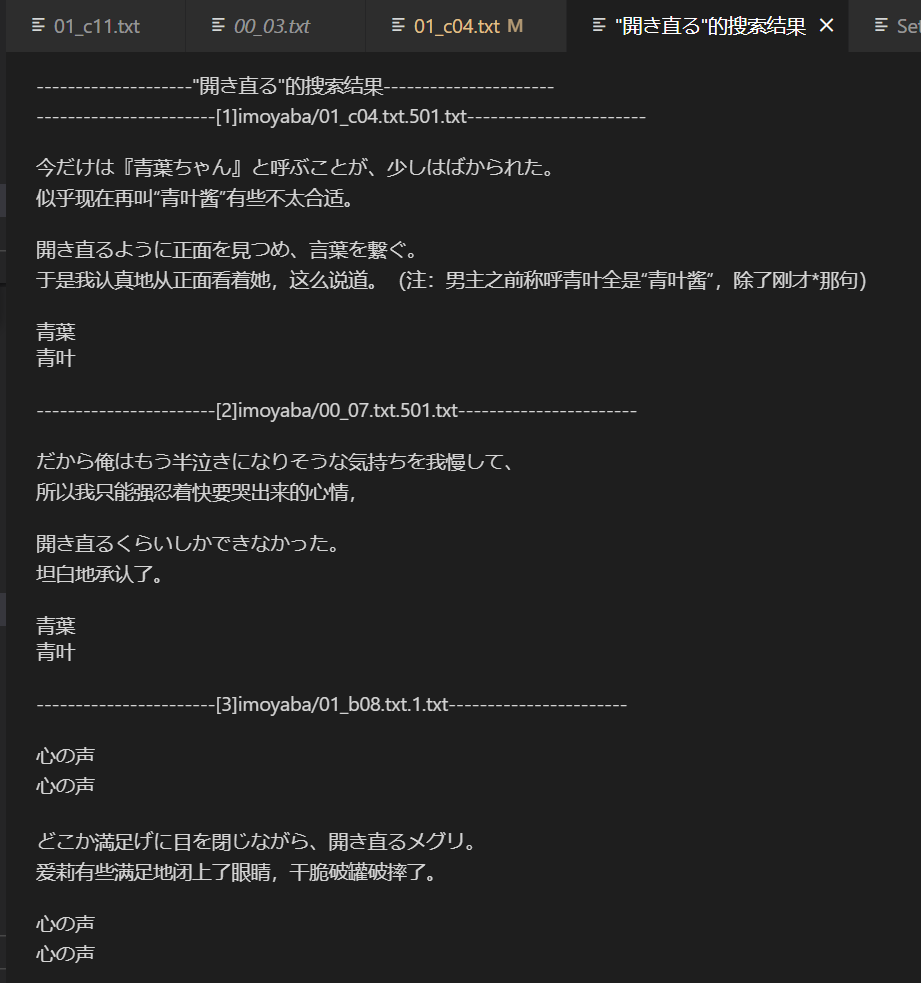 01_c11.txt 00_03.txt 01_c04.txt M "開き直る"的搜索结果 Set
--------------------"開き直る"的搜索结果----------------------
-----------------------[1]imoyaba/01_c04.txt.501.txt-----------------------
今だけは『青葉ちゃん』と呼ぶことが、少しはばかられた。
似乎现在再叫“青叶酱”有些不太合适。
開き直るように正面を見つめ、言葉を繋ぐ。
于是我认真地从正面看着她，这么说道。（注：男主之前称呼青叶全是“青叶酱”，除了刚才*那句）
青葉
青叶
-----------------------[2]imoyaba/00_07.txt.501.txt-----------------------
だから俺はもう半泣きになりそうな気持ちを我慢して、
所以我只能强忍着快要哭出来的心情，
開き直るくらいしかできなかった。
坦白地承认了。
青葉
青叶
-----------------------[3]imoyaba/01_b08.txt.1.txt-----------------------
心の声
心の声
どこか満足げに目を閉じながら、開き直るメグリ。
爱莉有些满足地闭上了眼睛，干脆破罐破摔了。
心の声
心の声